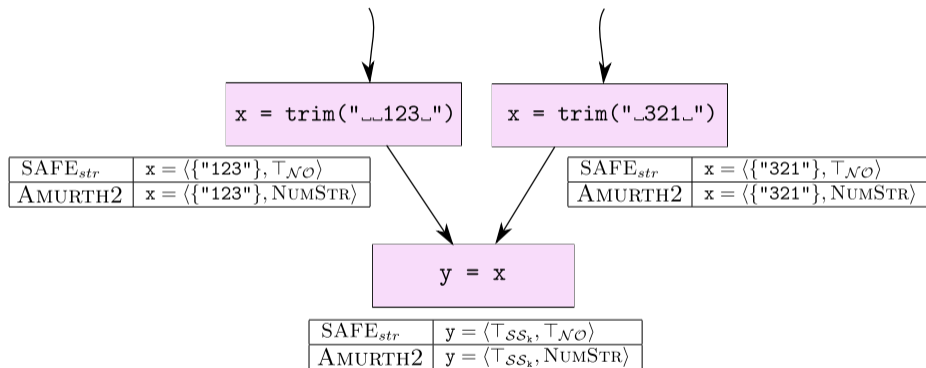 x = trim("␣␣123␣")
x = trim("␣321␣")
SAFE_str x = ⟨{"123"}, ⊤_𝒩𝒪⟩
AMURTH2 x = ⟨{"123"}, NUMSTR⟩
SAFE_str x = ⟨{"321"}, ⊤_𝒩𝒪⟩
AMURTH2 x = ⟨{"321"}, NUMSTR⟩
y = x
SAFE_str y = ⟨⊤_𝒮𝒮_k, ⊤_𝒩𝒪⟩
AMURTH2 y = ⟨⊤_𝒮𝒮_k, NUMSTR⟩